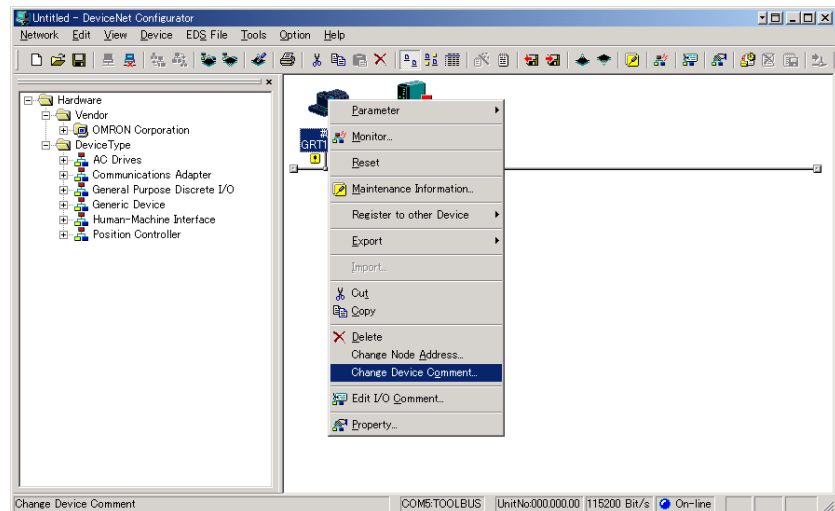 Untitled - DeviceNet Configurator
Network Edit View Device EDS File Tools Option Help
Hardware
Vendor
OMRON Corporation
DeviceType
AC Drives
Communications Adapter
General Purpose Discrete I/O
Generic Device
Human-Machine Interface
Position Controller
#
GRT1
Parameter
Monitor...
Reset
Maintenance Information...
Register to other Device
Export
Import...
Cut
Copy
Delete
Change Node Address...
Change Device Comment...
Edit I/O Comment...
Property...
Change Device Comment
COM5:TOOLBUS UnitNo:000.000.00 115200 Bit/s On-line